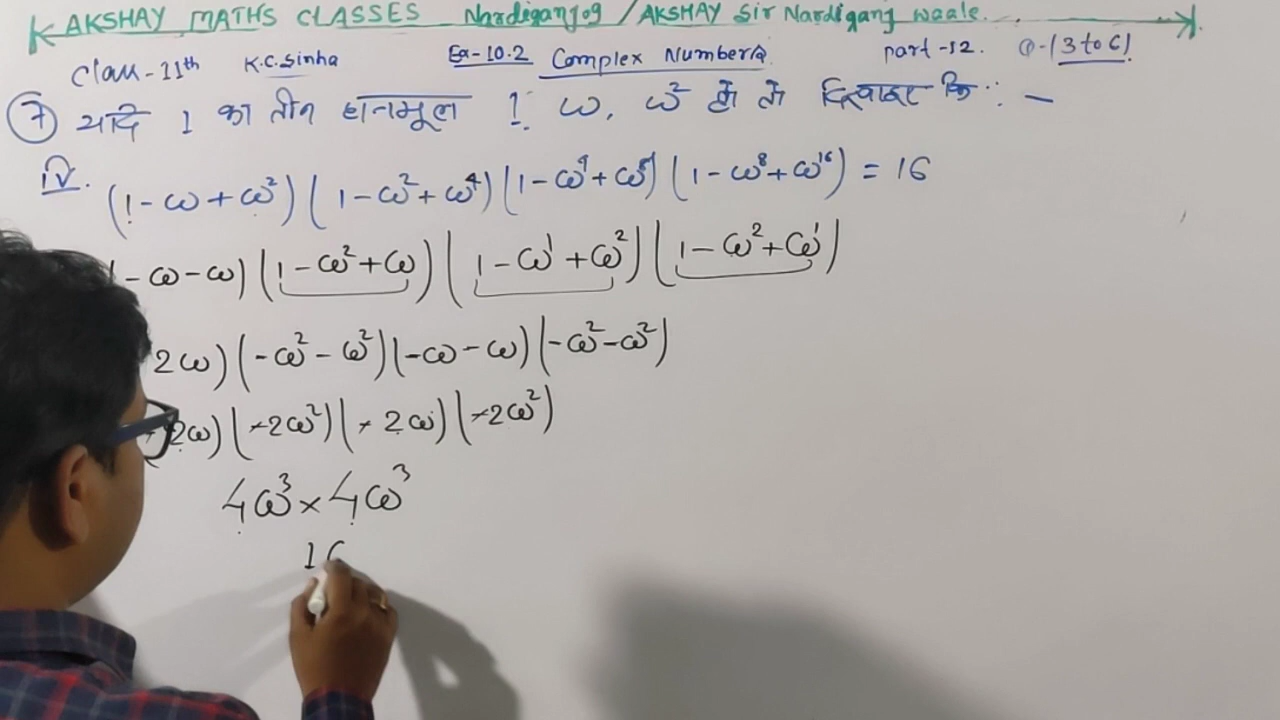 AKSHAY MATHS CLASSES Nardiganj09 / AKSHAY Sir Nardigang waale.
Class-11th K.C.Sinha Ex-10.2 Complex Numbers part-12. Q-(3 to 6)
7 यदि 1 का तीन घनमूल 1, ω, ω² हो तो दिखाइए कि :-
iv. (1-ω+ω²)(1-ω²+ω⁴)(1-ω⁴+ω⁸)(1-ω⁸+ω¹⁶) = 16
-ω-ω)(1-ω²+ω)(1-ω¹+ω²)(1-ω²+ω¹)
2ω)(-ω²-ω²)(-ω-ω)(-ω²-ω²)
2ω)(-2ω²)(-2ω)(-2ω²)
4ω³×4ω³
16